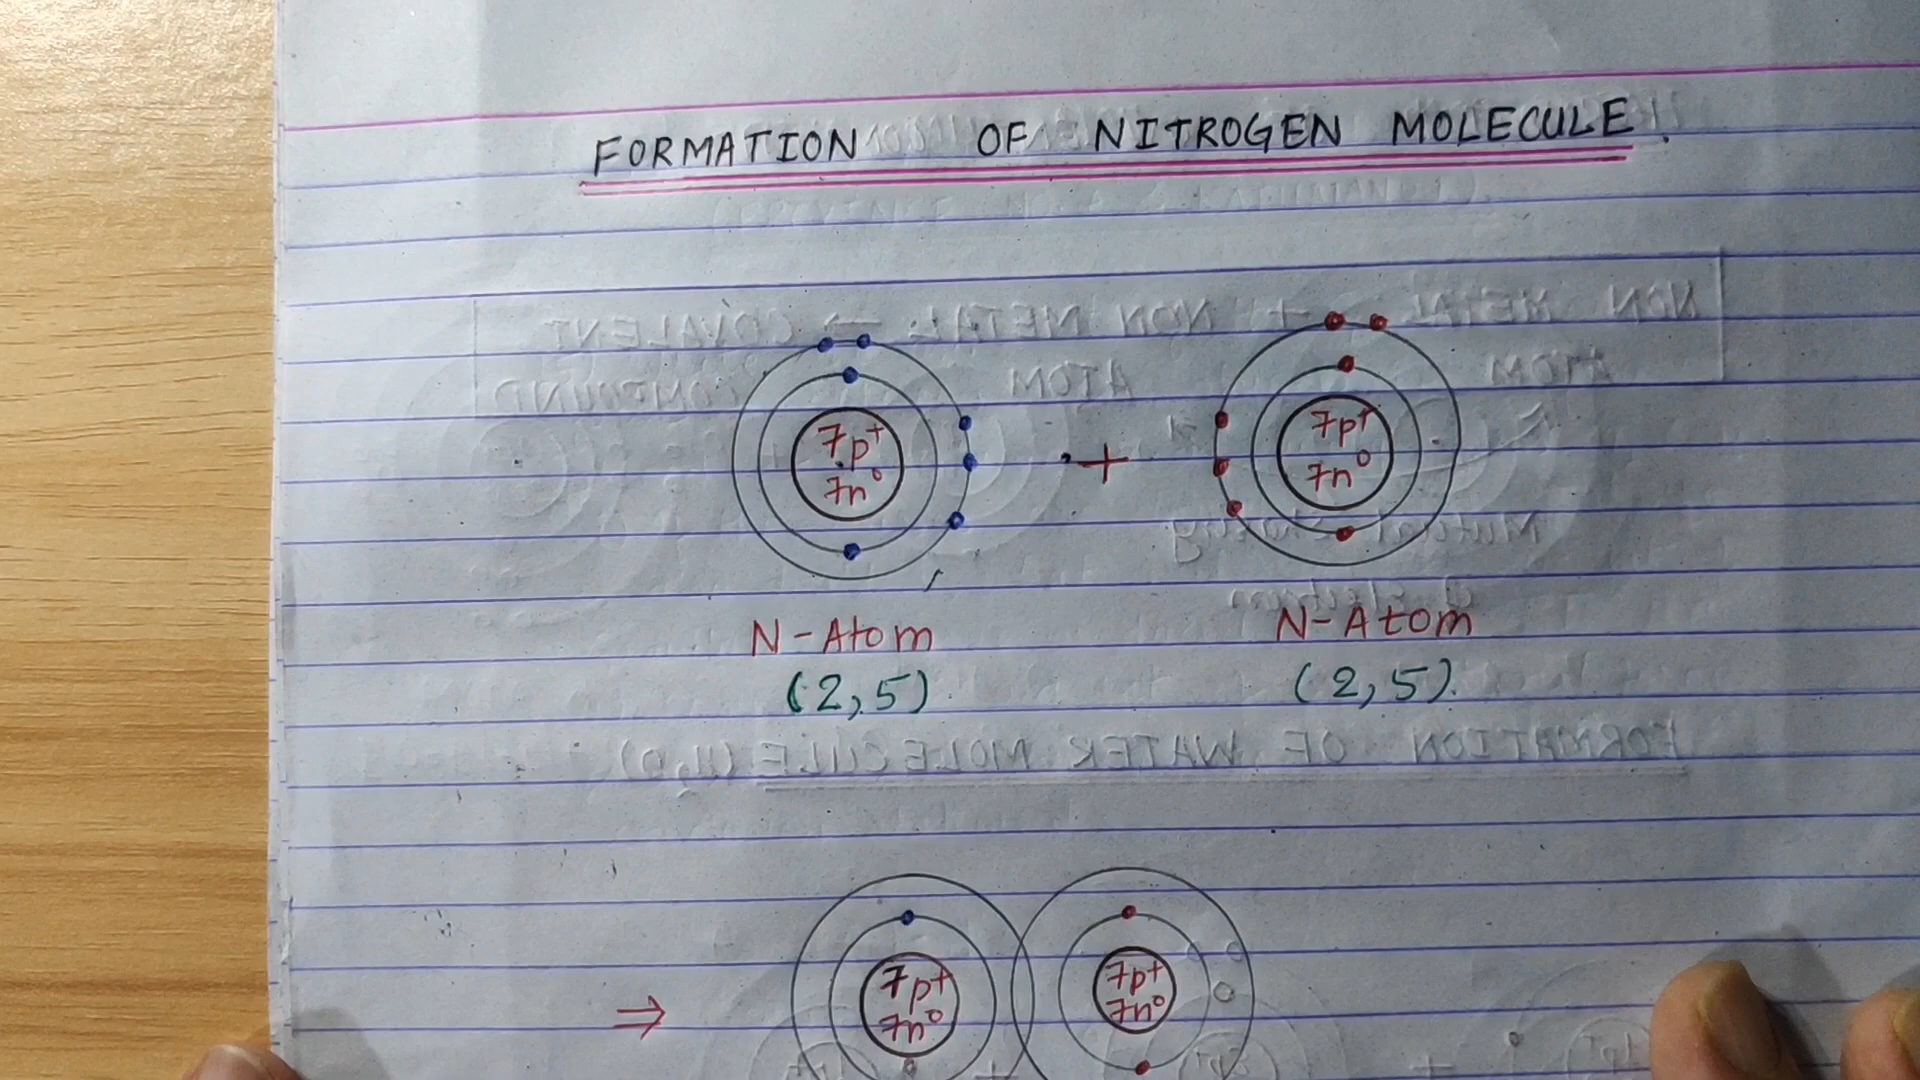 FORMATION OF NITROGEN MOLECULE.
7p⁺ + 7p⁺
7n⁰ 7n⁰
N-Atom N-Atom
(2,5). (2,5).
⇒ 7p⁺ 7p⁺
7n⁰ 7n⁰